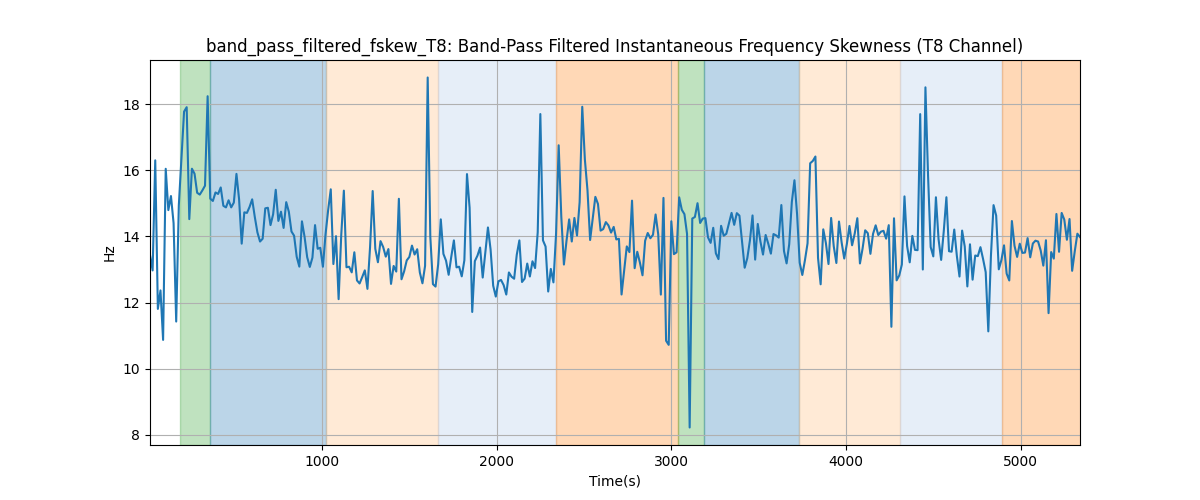 band_pass_filtered_fskew_T8: Band-Pass Filtered Instantaneous Frequency Skewness (T8 Channel)
18
16
14
12
10
8
Hz
1000 2000 3000 4000 5000
Time(s)